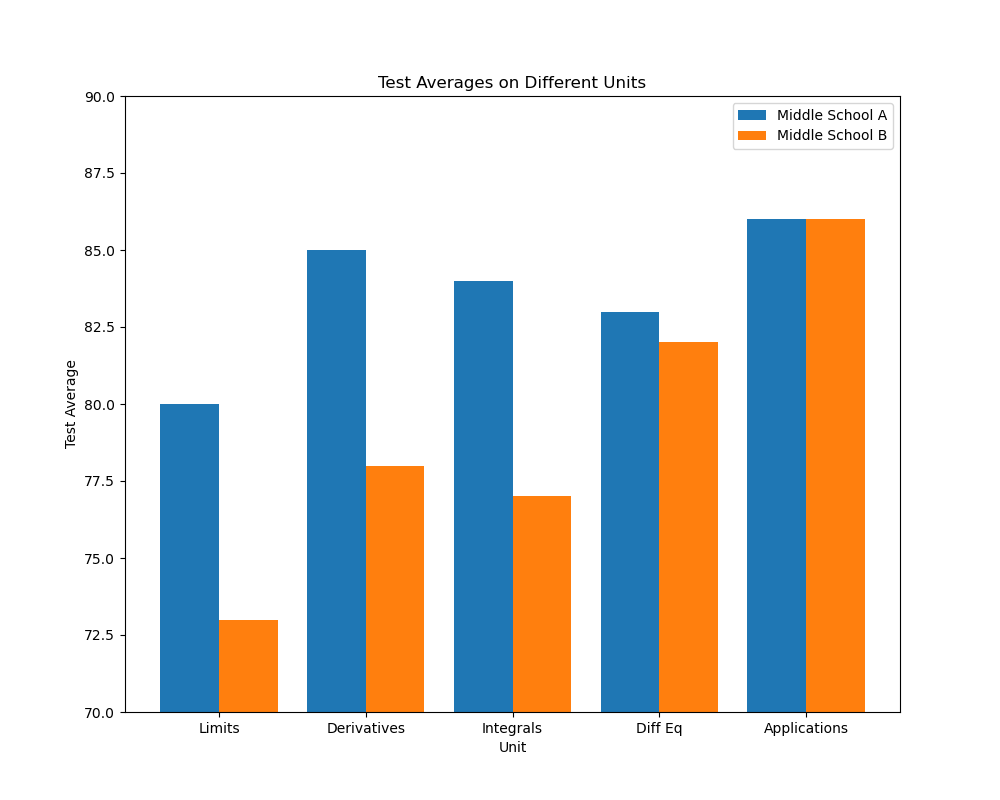 Test Averages on Different Units
Middle School A
Middle School B
90.0
87.5
85.0
82.5
80.0
77.5
75.0
72.5
70.0
Test Average
Limits Derivatives Integrals Diff Eq Applications
Unit